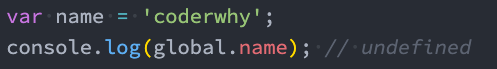 var name = 'coderwhy';
console.log(global.name); // undefined